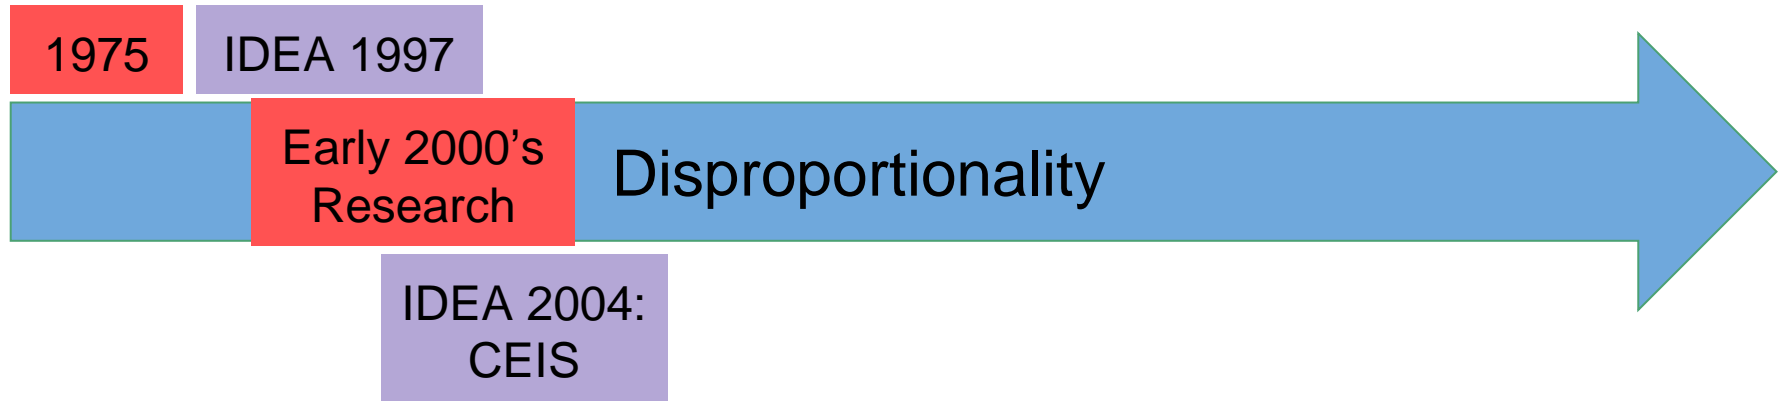 1975
IDEA 1997
Early 2000’s
Research
Disproportionality
IDEA 2004:
CEIS